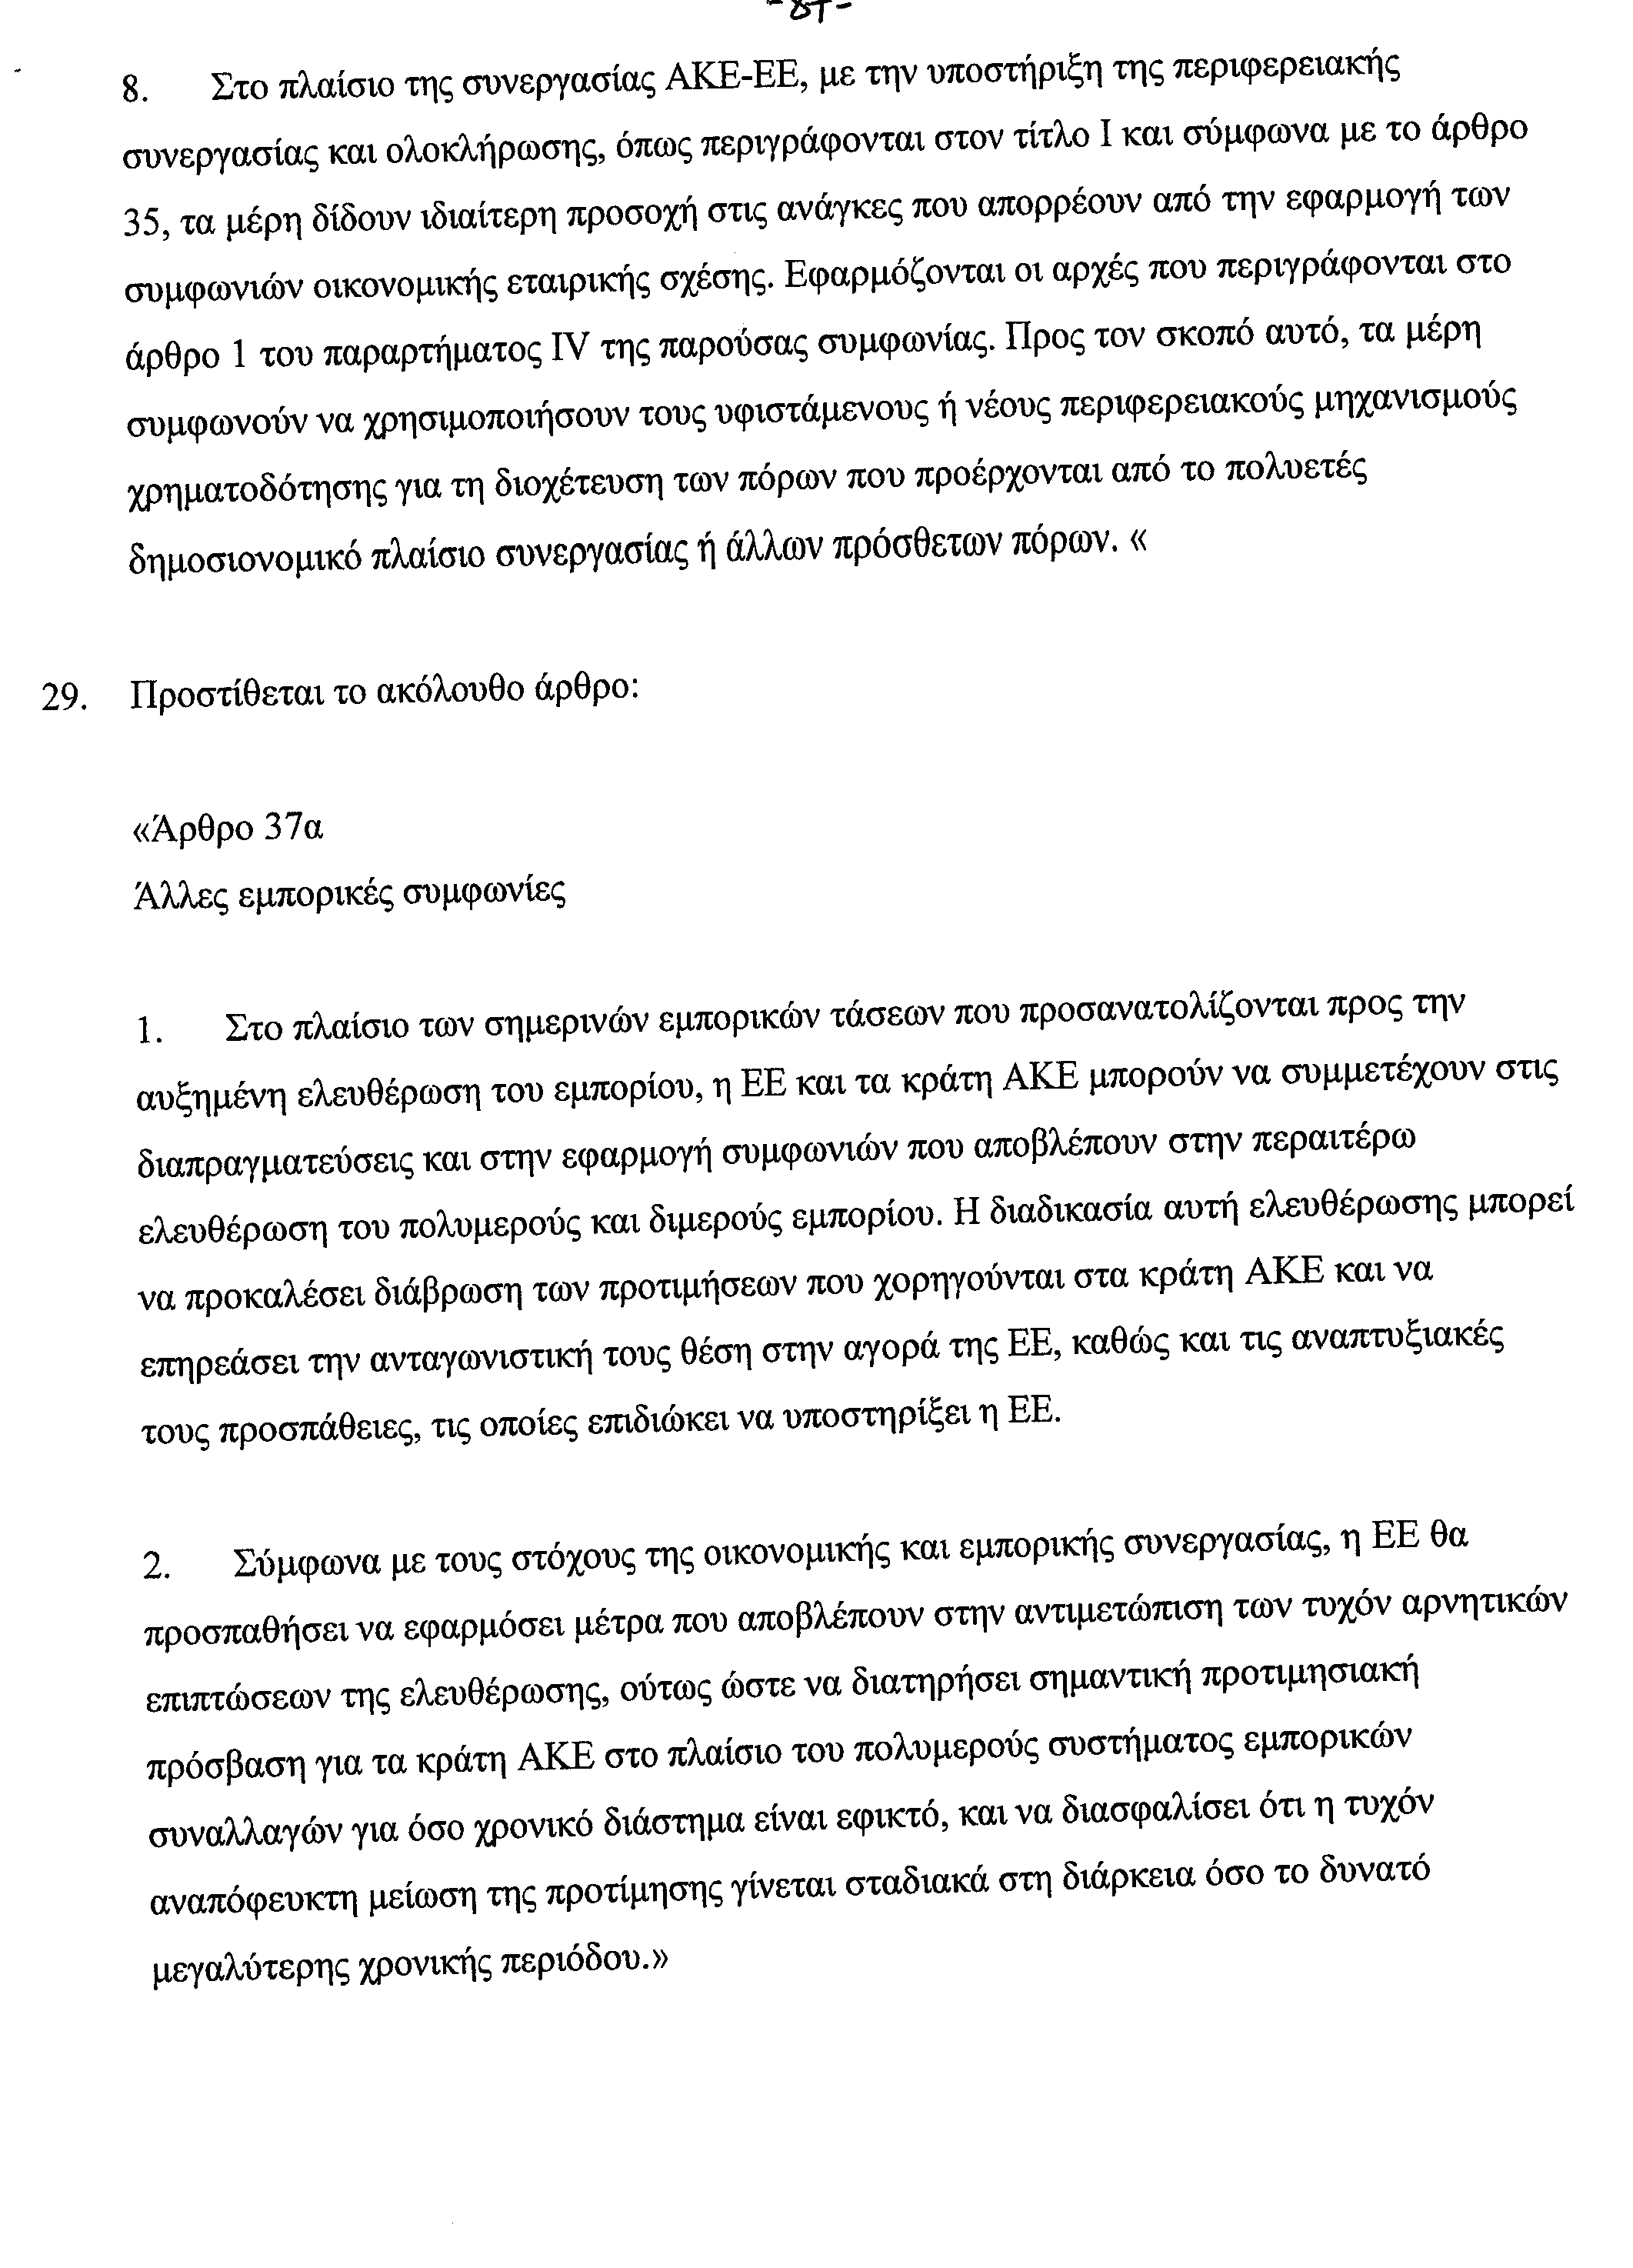 8. Στο πλαίσιο της συνεργασίας ΑΚΕ-ΕΕ, με την υποστήριξη της περιφερειακής
συνεργασίας και ολοκλήρωσης, όπως περιγράφονται στον τίτλο Ι και σύμφωνα με το άρθρο
35, τα μέρη δίδουν ιδιαίτερη προσοχή στις ανάγκες που απορρέουν από την εφαρμογή των
συμφωνιών οικονομικής εταιρικής σχέσης. Εφαρμόζονται οι αρχές που περιγράφονται στο
άρθρο 1 του παραρτήματος IV της παρούσας συμφωνίας. Προς τον σκοπό αυτό, τα μέρη
συμφωνούν να χρησιμοποιήσουν τους υφιστάμενους ή νέους περιφερειακούς μηχανισμούς
χρηματοδότησης για τη διοχέτευση των πόρων που προέρχονται από το πολυετές
δημοσιονομικό πλαίσιο συνεργασίας ή άλλων πρόσθετων πόρων. «
29. Προστίθεται το ακόλουθο άρθρο:
«Άρθρο 37α
Άλλες εμπορικές συμφωνίες
1. Στο πλαίσιο των σημερινών εμπορικών τάσεων που προσανατολίζονται προς την
αυξημένη ελευθέρωση του εμπορίου, η ΕΕ και τα κράτη ΑΚΕ μπορούν να συμμετέχουν στις
διαπραγματεύσεις και στην εφαρμογή συμφωνιών που αποβλέπουν στην περαιτέρω
ελευθέρωση του πολυμερούς και διμερούς εμπορίου. Η διαδικασία αυτή ελευθέρωσης μπορεί
να προκαλέσει διάβρωση των προτιμήσεων που χορηγούνται στα κράτη ΑΚΕ και να
επηρεάσει την ανταγωνιστική τους θέση στην αγορά της ΕΕ, καθώς και τις αναπτυξιακές
τους προσπάθειες, τις οποίες επιδιώκει να υποστηρίξει η ΕΕ.
2. Σύμφωνα με τους στόχους της οικονομικής και εμπορικής συνεργασίας, η ΕΕ θα
προσπαθήσει να εφαρμόσει μέτρα που αποβλέπουν στην αντιμετώπιση των τυχόν αρνητικών
επιπτώσεων της ελευθέρωσης, ούτως ώστε να διατηρήσει σημαντική προτιμησιακή
πρόσβαση για τα κράτη ΑΚΕ στο πλαίσιο του πολυμερούς συστήματος εμπορικών
συναλλαγών για όσο χρονικό διάστημα είναι εφικτό, και να διασφαλίσει ότι η τυχόν
αναπόφευκτη μείωση της προτίμησης γίνεται σταδιακά στη διάρκεια όσο το δυνατό
μεγαλύτερης χρονικής περιόδου.»